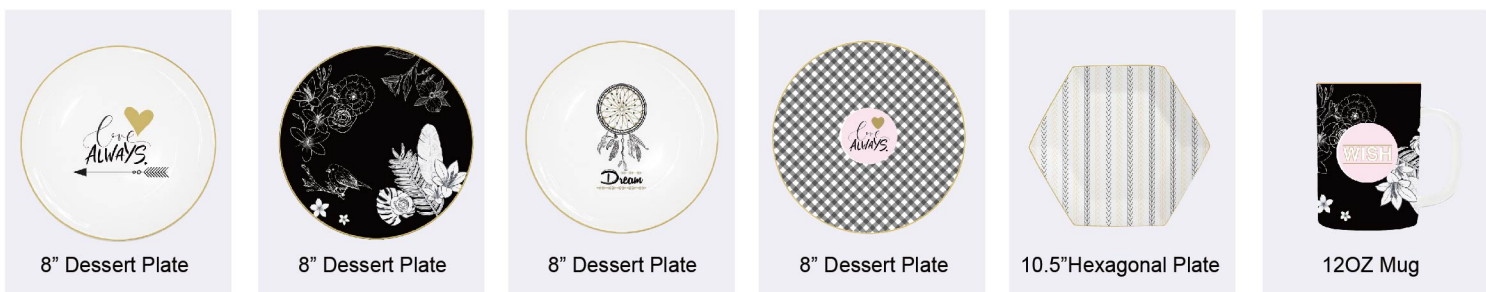 love
ALWAYS.
8” Dessert Plate
8” Dessert Plate
Dream
8” Dessert Plate
love
ALWAYS.
8” Dessert Plate
10.5”Hexagonal Plate
WISH
12OZ Mug